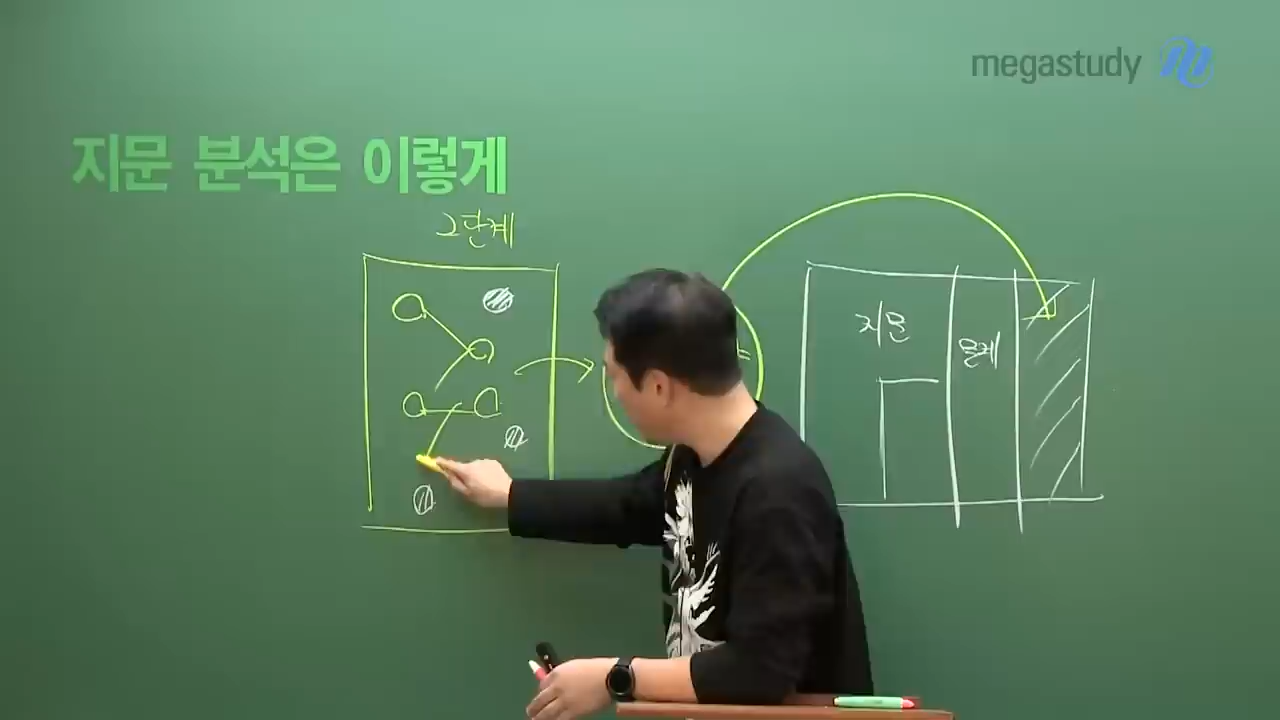 megastudy
지문 분석은 이렇게
2단계
지문
문제